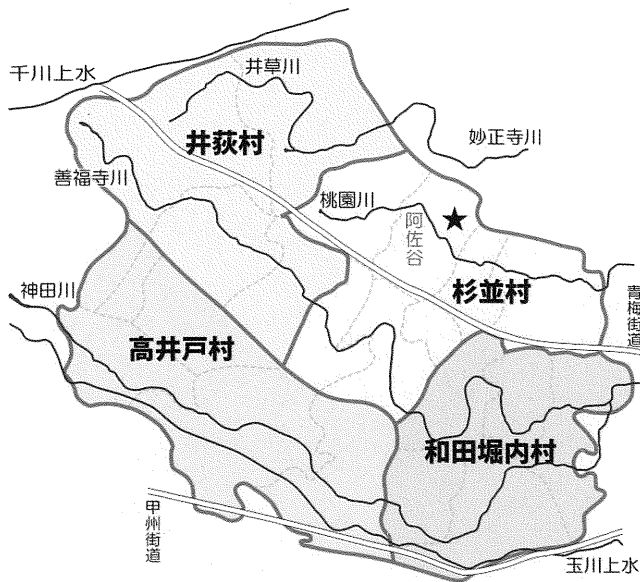 千川上水
井草川
井荻村
妙正寺川
善福寺川
桃園川
阿佐谷
★
杉並村
神田川
青梅街道
高井戸村
和田堀内村
甲州街道
玉川上水